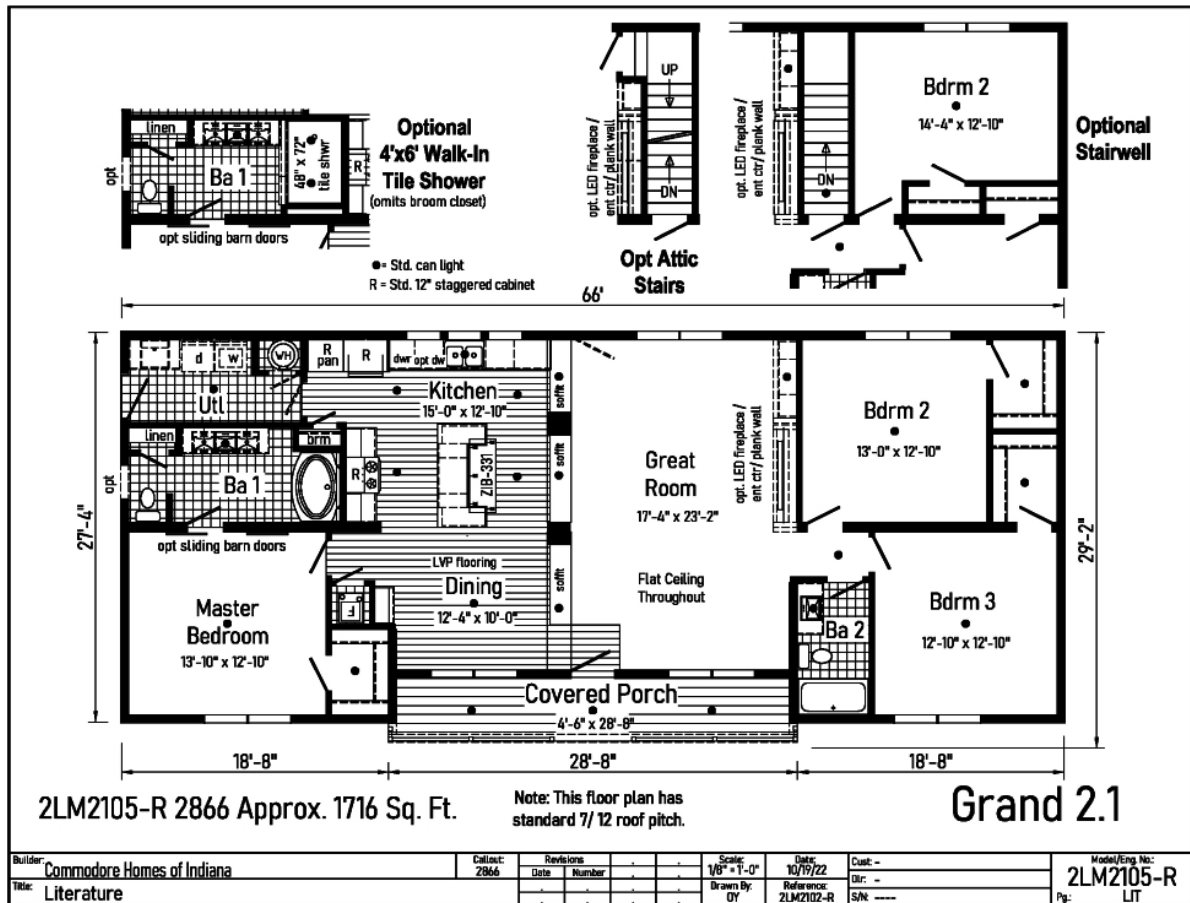 linen
Ba 1
48" x 72"
tile shwr
R
opt
opt sliding barn doors
Optional
4'x6' Walk-In
Tile Shower
(omits broom closet)
●= Std. can light
R = Std. 12" staggered cabinet
UP
DN
opt. LED fireplace /
ent ctr/ plank wall
Opt Attic
Stairs
opt. LED fireplace /
ent ctr/ plank wall
DN
Bdrm 2
14'-4" x 12'-10"
Optional
Stairwell
66'
27'-4"
29'-2"
d
w
WH
Utl
R
pan
R
dwr
opt dw
Kitchen
15'-0" x 12'-10"
soffit
soffit
soffit
linen
brm
Ba 1
opt
opt sliding barn doors
R
ZIB-331
Great
Room
17'-4" x 23'-2"
Flat Ceiling
Throughout
opt. LED fireplace /
ent ctr/ plank wall
Bdrm 2
13'-0" x 12'-10"
LVP flooring
Dining
12'-4" x 10'-0"
F
Master
Bedroom
13'-10" x 12'-10"
Ba 2
Bdrm 3
12'-10" x 12'-10"
Covered Porch
4'-6" x 28'-8"
18'-8"
28'-8"
18'-8"
2LM2105-R 2866 Approx. 1716 Sq. Ft.
Note: This floor plan has
standard 7/ 12 roof pitch.
Grand 2.1
Builder: Commodore Homes of Indiana
Title: Literature
Callout:
2866
Revisions
Date Number
Scale:
1/8" = 1'-0"
Drawn By:
OY
Date:
10/19/22
Reference:
2LM2102-R
Cust: -
Dlr: -
S/N: ----
Model/Eng. No.:
2LM2105-R
Pg.: LIT